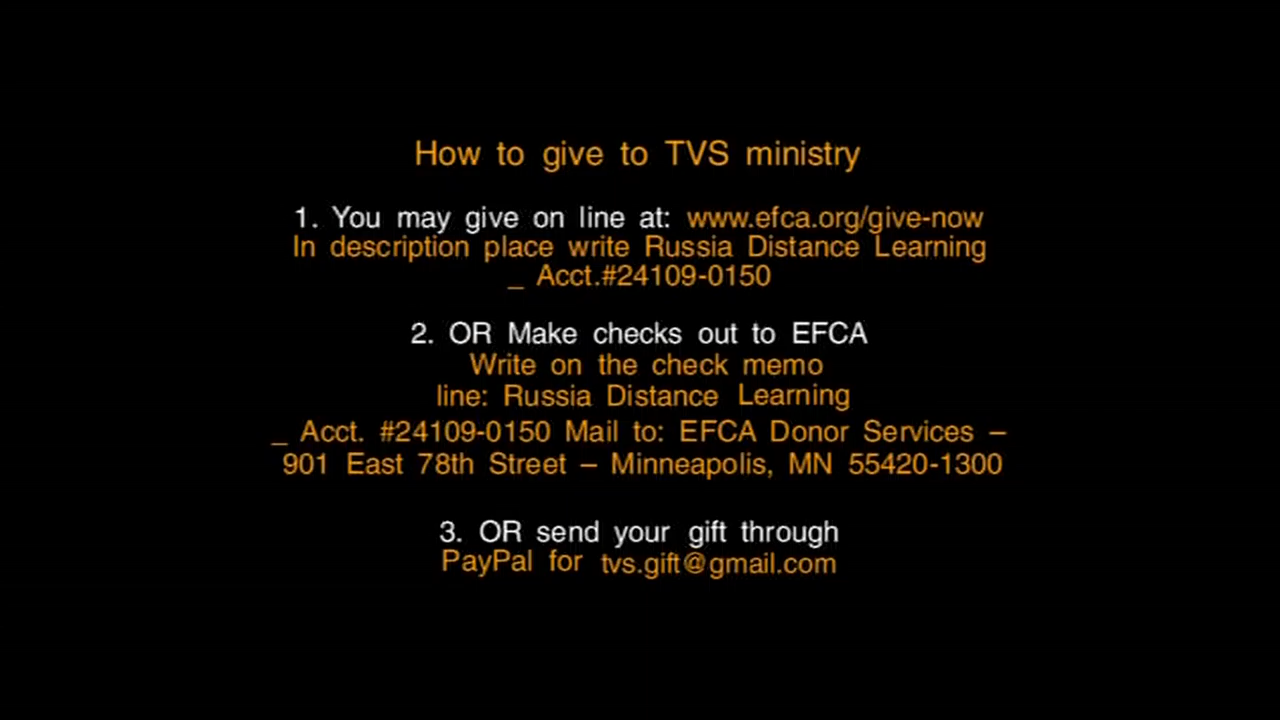 How to give to TVS ministry
1. You may give on line at: www.efca.org/give-now
In description place write Russia Distance Learning
_ Acct.#24109-0150
2. OR Make checks out to EFCA
Write on the check memo
line: Russia Distance Learning
_ Acct. #24109-0150 Mail to: EFCA Donor Services –
901 East 78th Street – Minneapolis, MN 55420-1300
3. OR send your gift through
PayPal for tvs.gift@gmail.com